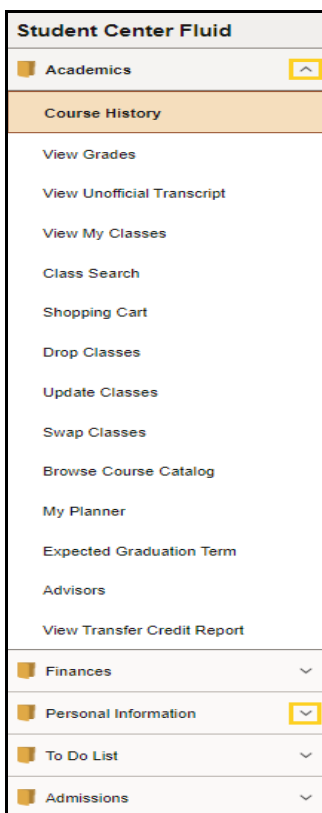 Student Center Fluid
Academics
Course History
View Grades
View Unofficial Transcript
View My Classes
Class Search
Shopping Cart
Drop Classes
Update Classes
Swap Classes
Browse Course Catalog
My Planner
Expected Graduation Term
Advisors
View Transfer Credit Report
Finances
Personal Information
To Do List
Admissions